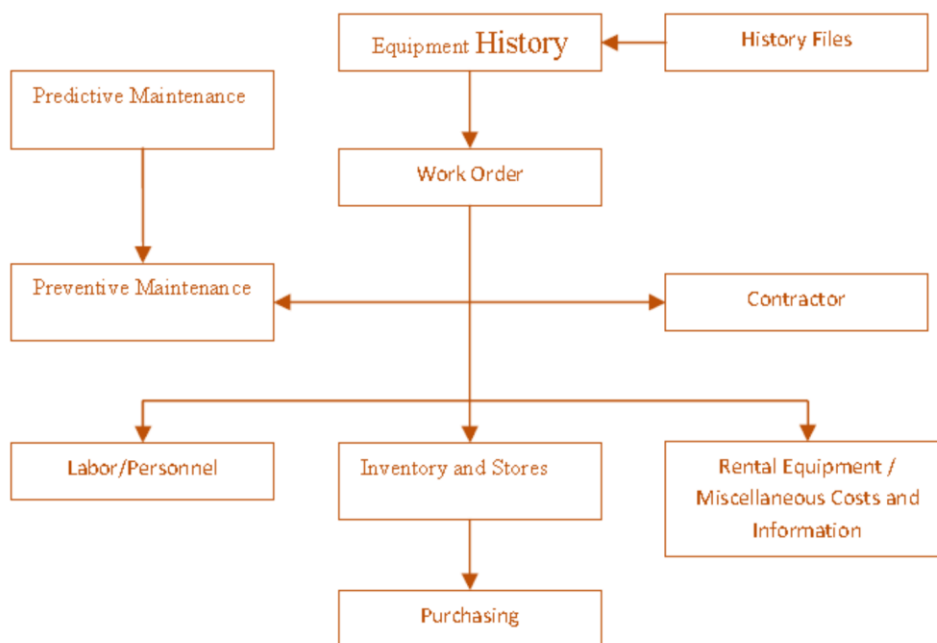 Equipment History
History Files
Predictive Maintenance
Work Order
Preventive Maintenance
Contractor
Labor/Personnel
Inventory and Stores
Rental Equipment /
Miscellaneous Costs and
Information
Purchasing